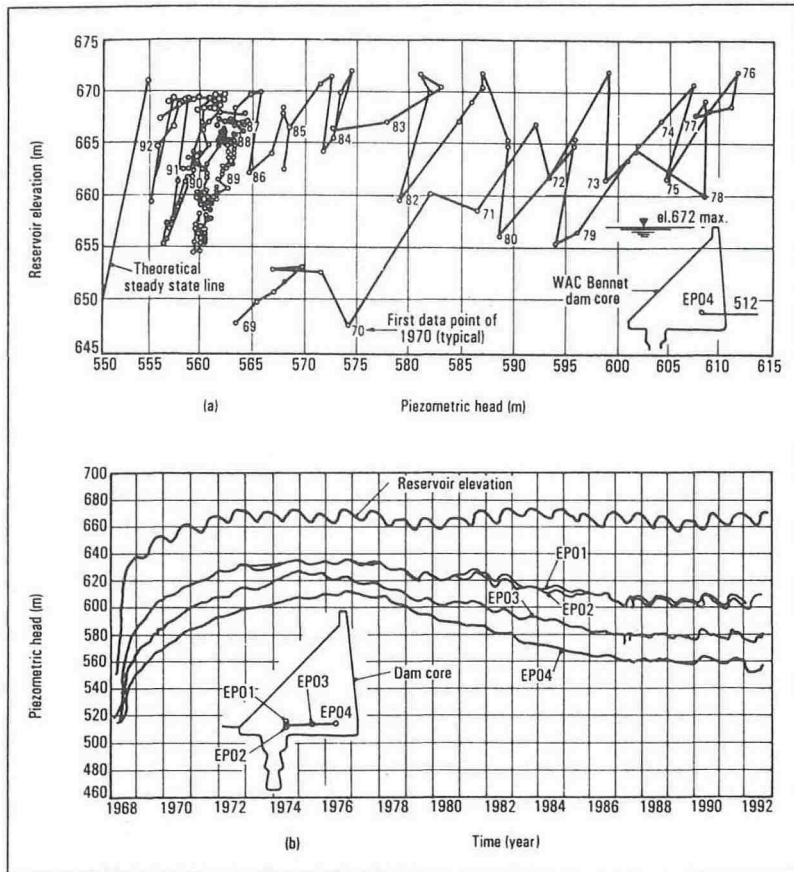 675
670
665
660
655
650
645
Reservoir elevation (m)
92
91
90
87
88
89
86
85
84
83
82
71
80
72
79
73
74
75
76
77
78
69
70
Theoretical
steady state line
First data point of
1970 (typical)
el.672 max.
WAC Bennet
dam core
EP04
512
550
555
560
565
570
575
580
585
590
595
600
605
610
615
(a)
Piezometric head (m)
700
680
660
640
620
600
580
560
510
500
480
460
Piezometric head (m)
Reservoir elevation
EP01
EP02
EP03
EP04
EP01
EP03
EP04
EP02
Dam core
1968
1970
1972
1974
1976
1978
1980
1982
1984
1986
1988
1990
1992
(b)
Time (year)